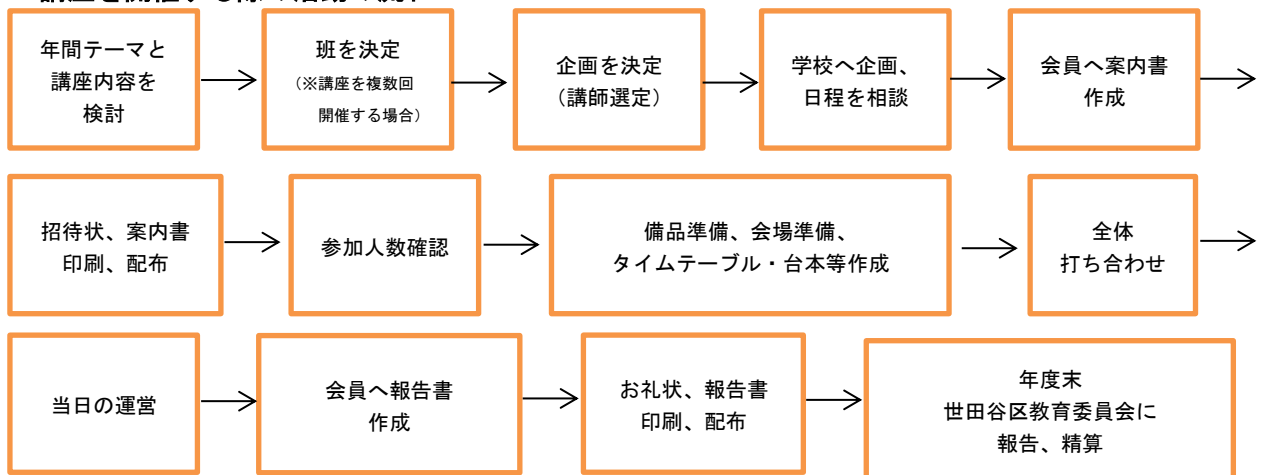 年間テーマと
講座内容を
検討
班を決定
(※講座を複数回
開催する場合)
企画を決定
(講師選定)
学校へ企画、
日程を相談
会員へ案内書
作成
招待状、案内書
印刷、配布
参加人数確認
備品準備、会場準備、
タイムテーブル・台本等作成
全体
打ち合わせ
当日の運営
会員へ報告書
作成
お礼状、報告書
印刷、配布
年度末
世田谷区教育委員会に
報告、精算